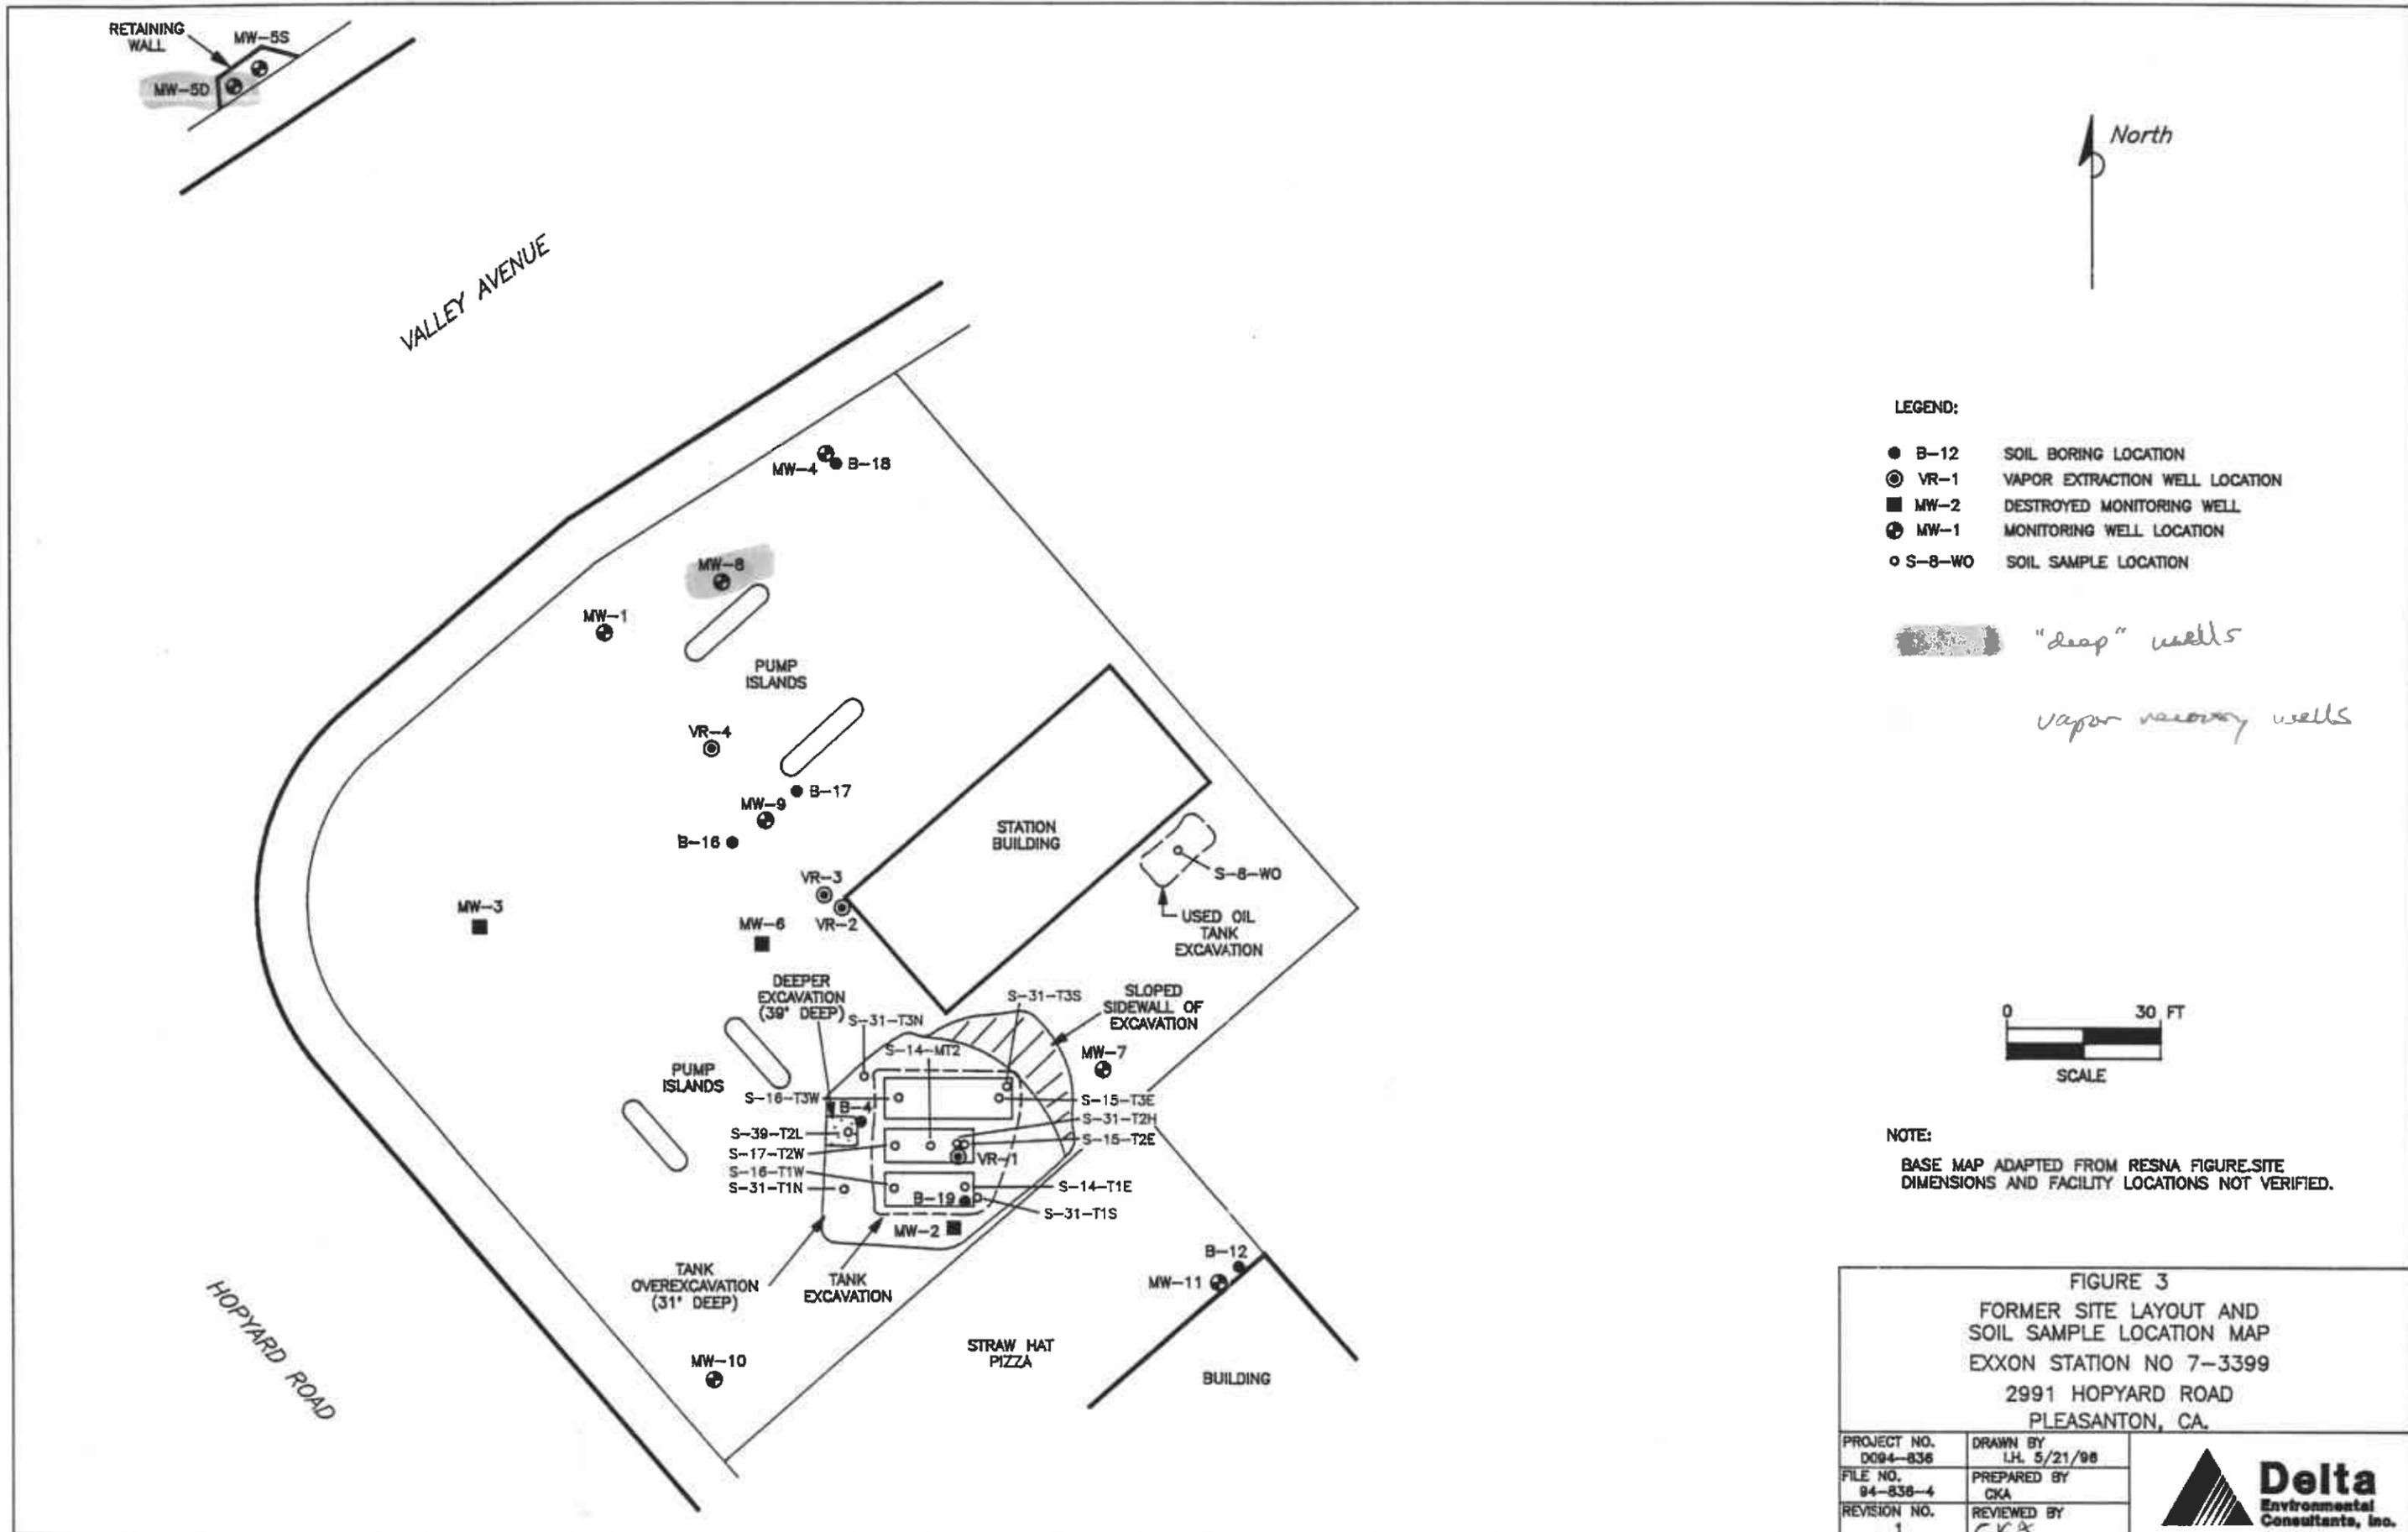 RETAINING
WALL
MW-5S
MW-5D
North
VALLEY AVENUE
MW-4
B-18
MW-8
MW-1
PUMP
ISLANDS
VR-4
B-17
MW-9
B-16
STATION
BUILDING
S-8-WO
USED OIL
TANK
EXCAVATION
VR-3
VR-2
MW-3
MW-6
DEEPER
EXCAVATION
(39' DEEP)
S-31-T3N
S-31-T3S
SLOPED
SIDEWALL OF
EXCAVATION
S-14-MT2
MW-7
PUMP
ISLANDS
S-16-T3W
S-15-T3E
B-4
S-31-T2H
S-39-T2L
S-15-T2E
S-17-T2W
VR-1
S-16-T1W
S-31-T1N
S-14-T1E
B-19
S-31-T1S
MW-2
TANK
OVEREXCAVATION
(31' DEEP)
TANK
EXCAVATION
B-12
MW-11
HOPYARD ROAD
STRAW HAT
PIZZA
MW-10
BUILDING
LEGEND:
B-12 SOIL BORING LOCATION
VR-1 VAPOR EXTRACTION WELL LOCATION
MW-2 DESTROYED MONITORING WELL
MW-1 MONITORING WELL LOCATION
S-8-WO SOIL SAMPLE LOCATION
"deep" wells
vapor recovery wells
0 30 FT
SCALE
NOTE:
BASE MAP ADAPTED FROM RESNA FIGURE.SITE
DIMENSIONS AND FACILITY LOCATIONS NOT VERIFIED.
FIGURE 3
FORMER SITE LAYOUT AND
SOIL SAMPLE LOCATION MAP
EXXON STATION NO 7-3399
2991 HOPYARD ROAD
PLEASANTON, CA.
PROJECT NO.
D094-836
DRAWN BY
I.H. 5/21/96
FILE NO.
94-836-4
PREPARED BY
CKA
REVISION NO.
1
REVIEWED BY
Delta
Environmental
Consultants, Inc.